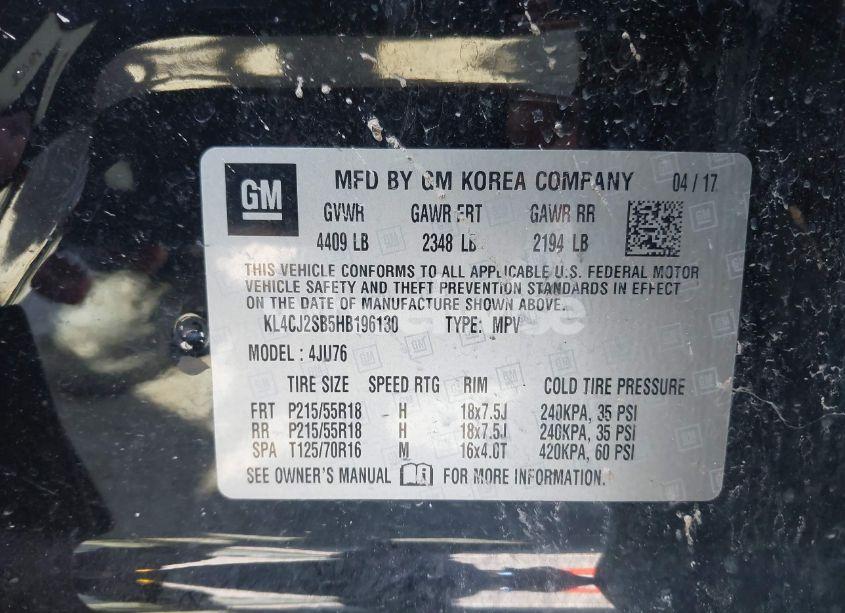 GM
MFD BY GM KOREA COMPANY 04 / 17
GVWR GAWR FRT GAWR RR
4409 LB 2348 LB 2194 LB
THIS VEHICLE CONFORMS TO ALL APPLICABLE U.S. FEDERAL MOTOR
VEHICLE SAFETY AND THEFT PREVENTION STANDARDS IN EFFECT
ON THE DATE OF MANUFACTURE SHOWN ABOVE.
KL4CJ2SB5HB196130 TYPE: MPV
MODEL : 4JU76
TIRE SIZE SPEED RTG RIM COLD TIRE PRESSURE
FRT P215/55R18 H 18x7.5J 240KPA, 35 PSI
RR P215/55R18 H 18x7.5J 240KPA, 35 PSI
SPA T125/70R16 M 16x4.0T 420KPA, 60 PSI
SEE OWNER'S MANUAL FOR MORE INFORMATION.